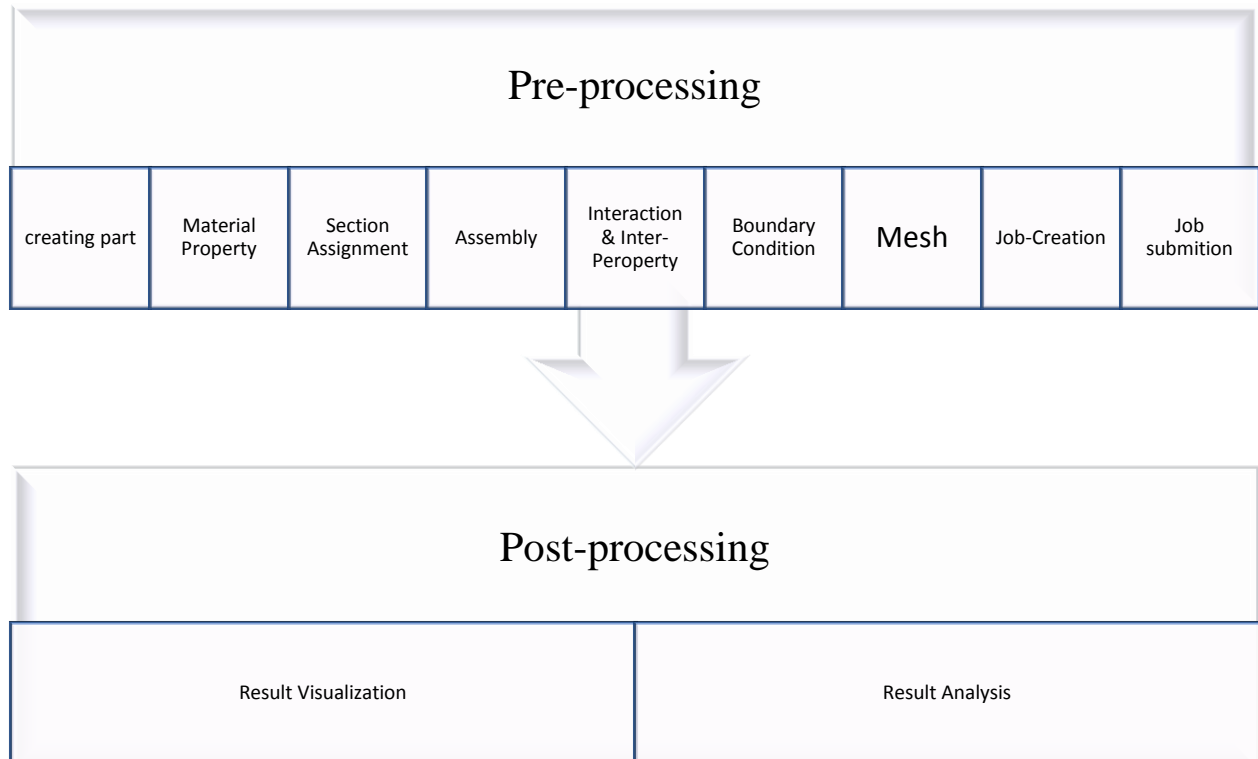 Pre-processing
creating part
Material
Property
Section
Assignment
Assembly
Interaction
& Inter-
Peroperty
Boundary
Condition
Mesh
Job-Creation
Job
submition
Post-processing
Result Visualization
Result Analysis